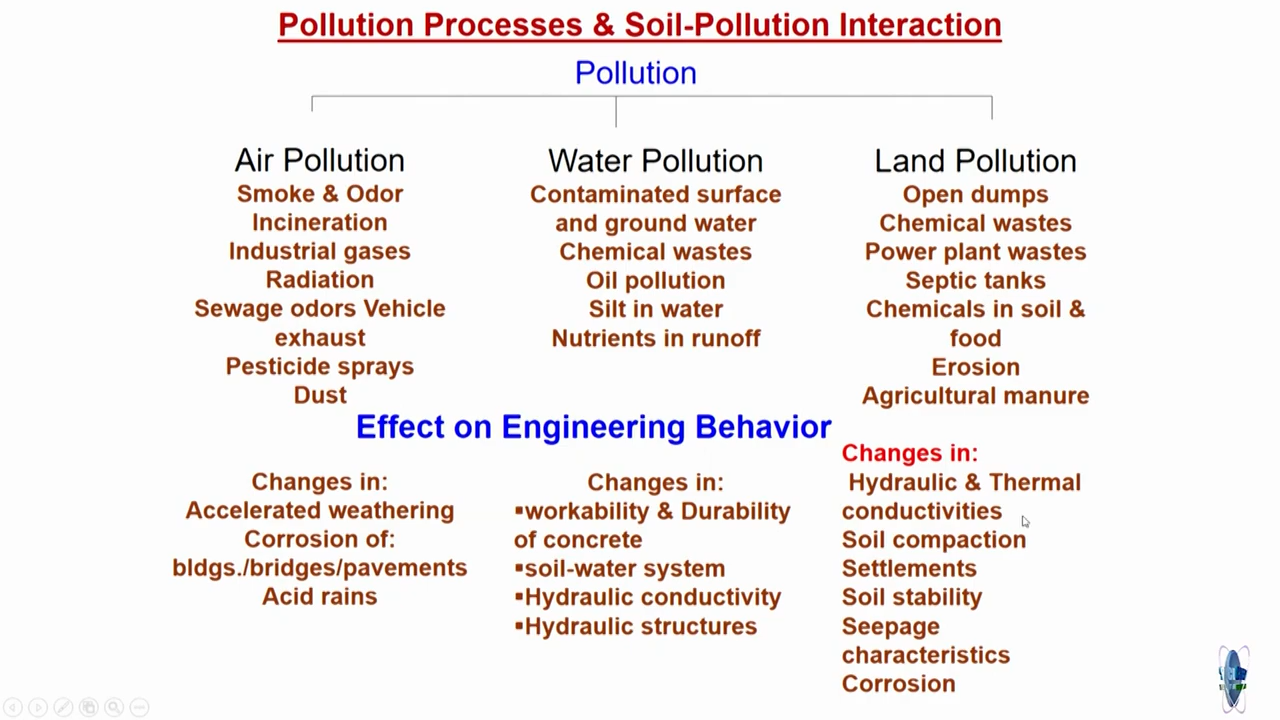 Pollution Processes & Soil-Pollution Interaction
Pollution
Air Pollution
Smoke & Odor
Incineration
Industrial gases
Radiation
Sewage odors Vehicle
exhaust
Pesticide sprays
Dust
Water Pollution
Contaminated surface
and ground water
Chemical wastes
Oil pollution
Silt in water
Nutrients in runoff
Land Pollution
Open dumps
Chemical wastes
Power plant wastes
Septic tanks
Chemicals in soil &
food
Erosion
Agricultural manure
Effect on Engineering Behavior
Changes in:
Accelerated weathering
Corrosion of:
bldgs./bridges/pavements
Acid rains
Changes in:
▪workability & Durability
of concrete
▪soil-water system
▪Hydraulic conductivity
▪Hydraulic structures
Changes in:
Hydraulic & Thermal
conductivities
Soil compaction
Settlements
Soil stability
Seepage
characteristics
Corrosion